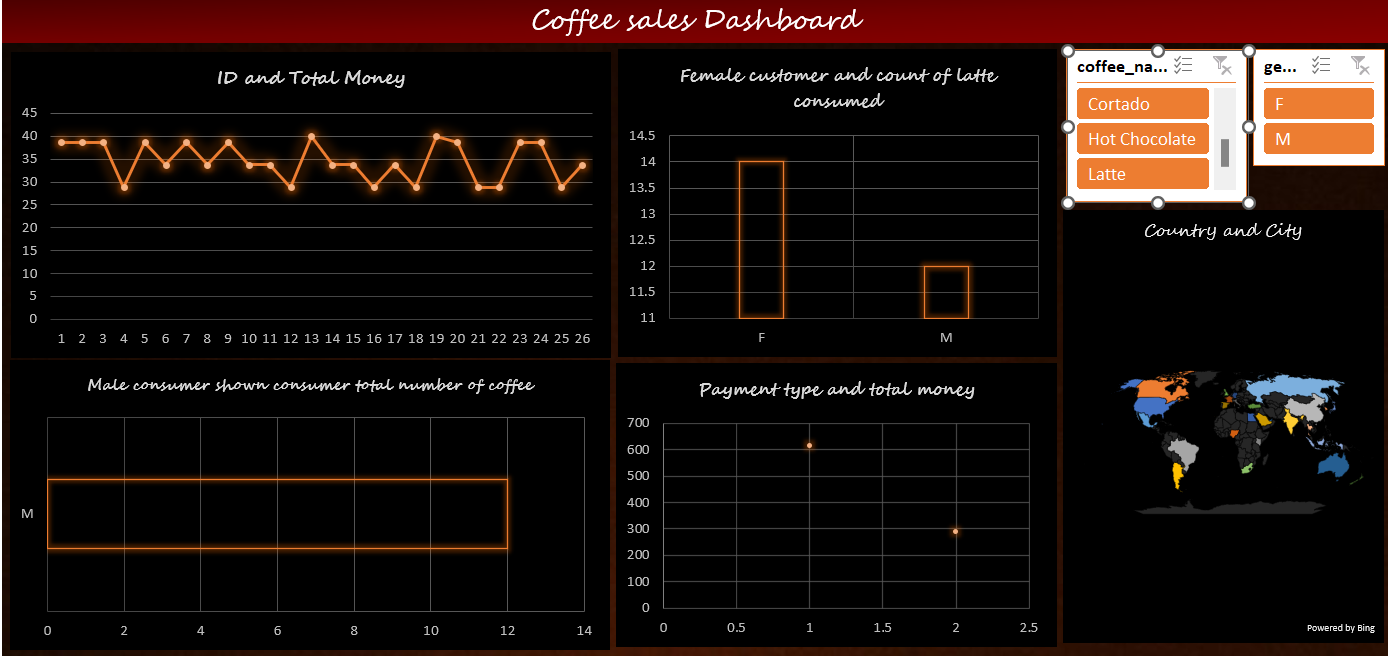 Coffee sales Dashboard
ID and Total Money
45
40
35
30
25
20
15
10
5
0
1 2 3 4 5 6 7 8 9 10 11 12 13 14 15 16 17 18 19 20 21 22 23 24 25 26
Female customer and count of latte
consumed
14.5
14
13.5
13
12.5
12
11.5
11
F M
coffee_na...
Cortado
Hot Chocolate
Latte
ge...
F
M
Male consumer shown consumer total number of coffee
M
0 2 4 6 8 10 12 14
Payment type and total money
700
600
500
400
300
200
100
0
0 0.5 1 1.5 2 2.5
Country and City
Powered by Bing